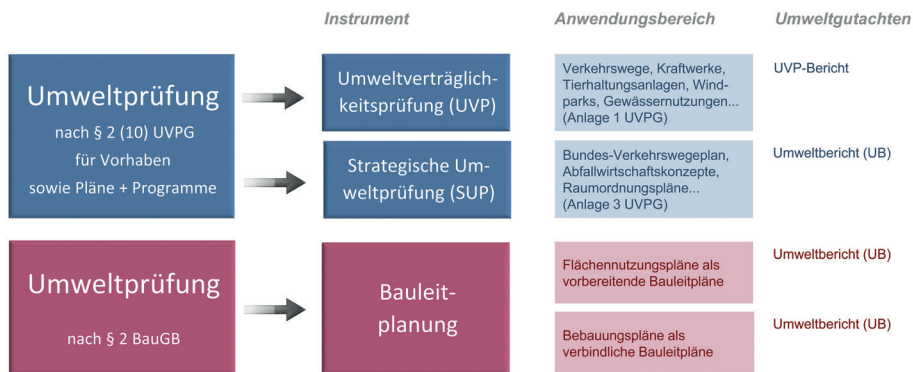 Instrument
Anwendungsbereich
Umweltgutachten
Umweltprüfung
nach § 2 (10) UVPG
für Vorhaben
sowie Pläne + Programme
Umweltverträglich-
keitsprüfung (UVP)
Verkehrswege, Kraftwerke,
Tierhaltungsanlagen, Wind-
parks, Gewässernutzungen...
(Anlage 1 UVPG)
UVP-Bericht
Strategische Um-
weltprüfung (SUP)
Bundes-Verkehrswegeplan,
Abfallwirtschaftskonzepte,
Raumordnungspläne...
(Anlage 3 UVPG)
Umweltbericht (UB)
Umweltprüfung
nach § 2 BauGB
Bauleit-
planung
Flächennutzungspläne als
vorbereitende Bauleitpläne
Umweltbericht (UB)
Bebauungspläne als
verbindliche Bauleitpläne
Umweltbericht (UB)